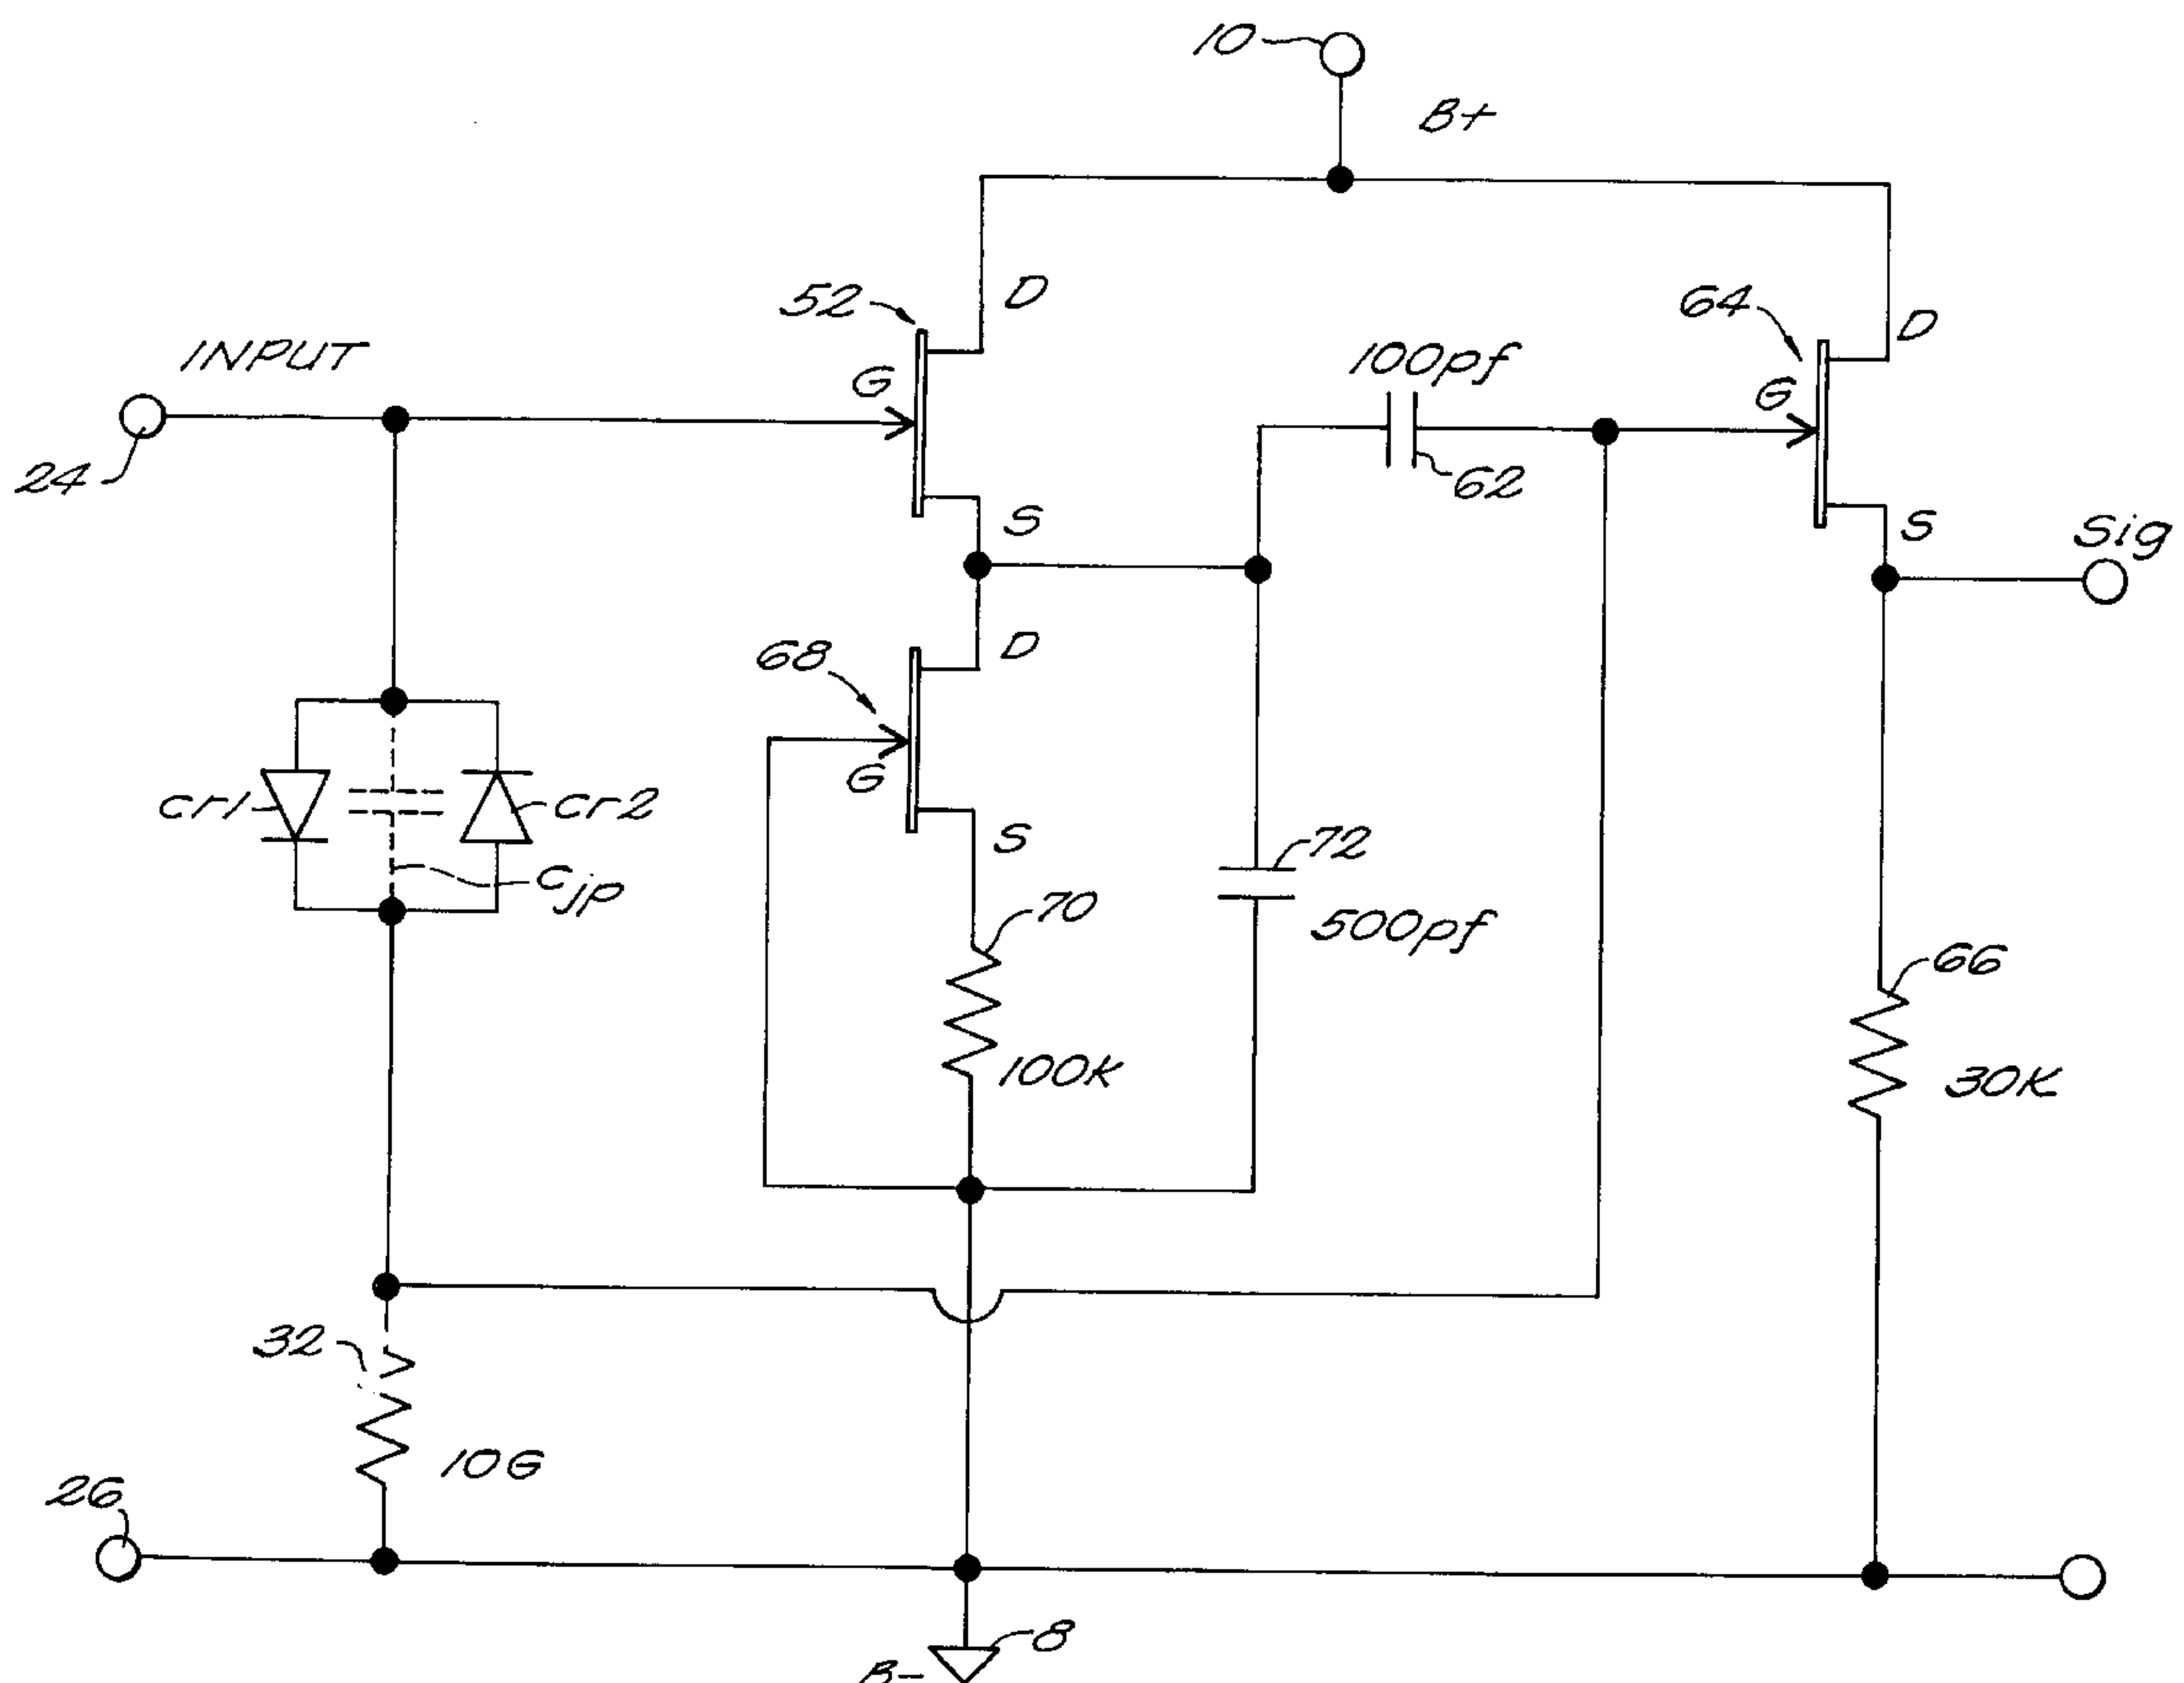 10
B+
52
D
64
D
INPUT
G
100pf
G
24
62
S
S
Sig
68
D
cr1
cr2
G
S
72
cjp
70
500pf
66
100K
30K
32
10G
26
8
B-